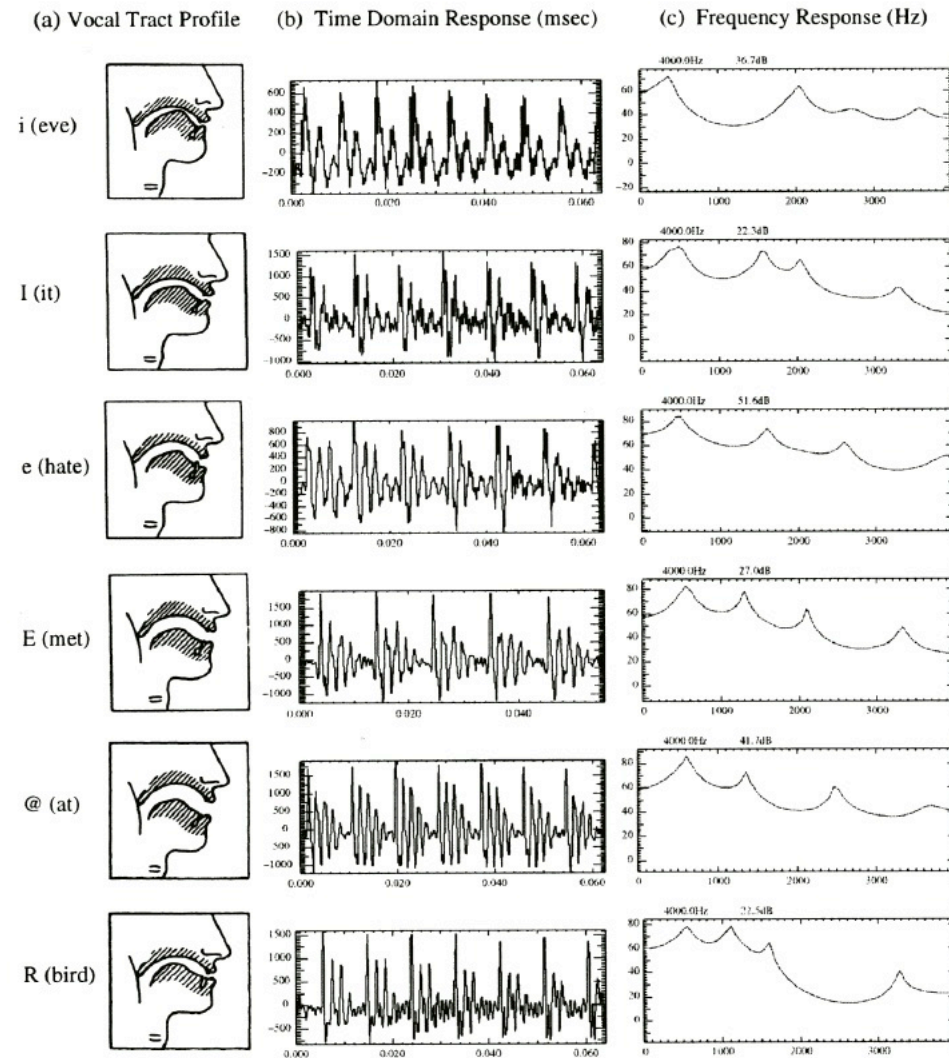 (a) Vocal Tract Profile (b) Time Domain Response (msec) (c) Frequency Response (Hz)
i (eve)
4000.0Hz 36.7dB
600
400
200
0
-200
0.000 0.020 0.040 0.060
60
40
20
0
-20
0 1000 2000 3000
I (it)
4000.0Hz 22.3dB
1500
1000
500
0
-500
-1000
0.000 0.020 0.040 0.060
80
60
40
20
0
0 1000 2000 3000
e (hate)
4000.0Hz 51.6dB
800
600
400
200
0
-200
-400
-600
-800
0.000 0.020 0.040 0.060
80
60
40
20
0
0 1000 2000 3000
E (met)
4000.0Hz 27.0dB
1500
1000
500
0
-500
-1000
0.000 0.020 0.040
80
60
40
20
0
0 1000 2000 3000
@ (at)
4000.0Hz 41.7dB
1500
1000
500
0
-500
-1000
0.000 0.020 0.040 0.060
80
60
40
20
0
0 1000 2000 3000
R (bird)
4000.0Hz
1500
1000
500
0
-500
0.000 0.020 0.040 0.060
80
60
40
20
0
0 1000 2000 3000